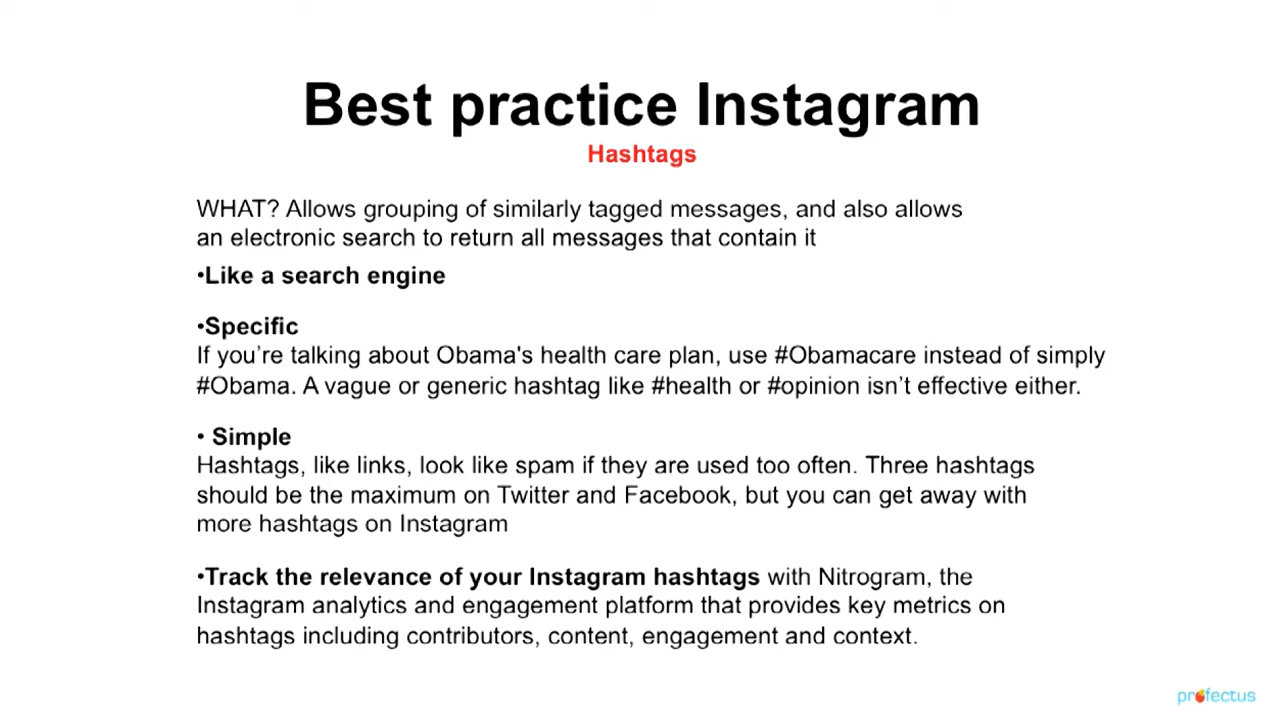 Best practice Instagram
Hashtags
WHAT? Allows grouping of similarly tagged messages, and also allows
an electronic search to return all messages that contain it
•Like a search engine
•Specific
If you’re talking about Obama's health care plan, use #Obamacare instead of simply
#Obama. A vague or generic hashtag like #health or #opinion isn’t effective either.
• Simple
Hashtags, like links, look like spam if they are used too often. Three hashtags
should be the maximum on Twitter and Facebook, but you can get away with
more hashtags on Instagram
•Track the relevance of your Instagram hashtags with Nitrogram, the
Instagram analytics and engagement platform that provides key metrics on
hashtags including contributors, content, engagement and context.
profectus